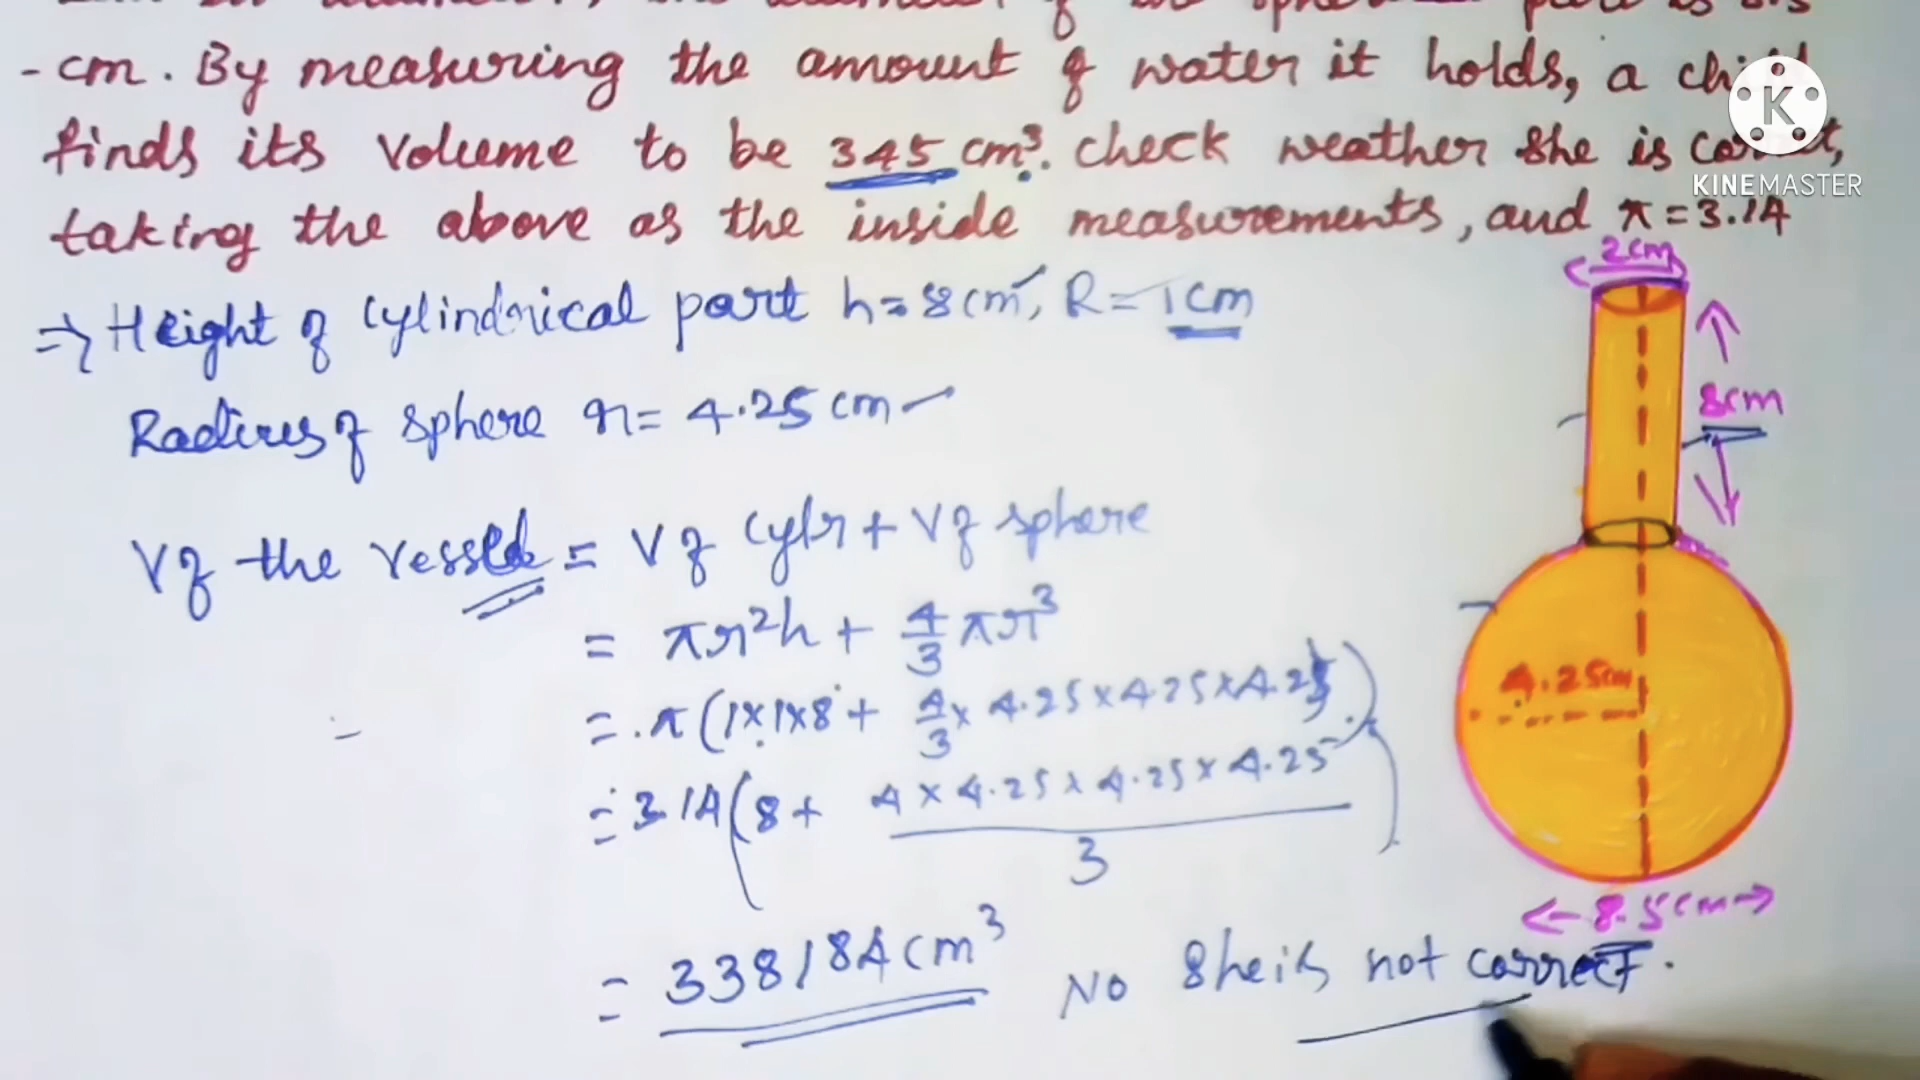 - cm. By measuring the amount of water it holds, a child
finds its volume to be 345 cm³. check weather she is correct,
taking the above as the inside measurements, and π = 3.14
K
KINEMASTER
⇒ Height of cylindrical part h = 8 cm, R = 1 cm
Radius of sphere r = 4.25 cm
V of the vessel = V of cylr + V of sphere
= πr²h + 4/3 πr³
= π (1×1×8 + 4/3 × 4.25 × 4.25 × 4.25)
= 3.14 (8 + 4 × 4.25 × 4.25 × 4.25 / 3)
= 338.184 cm³ No She is not correct.
2cm
8cm
4.25cm
8.5cm